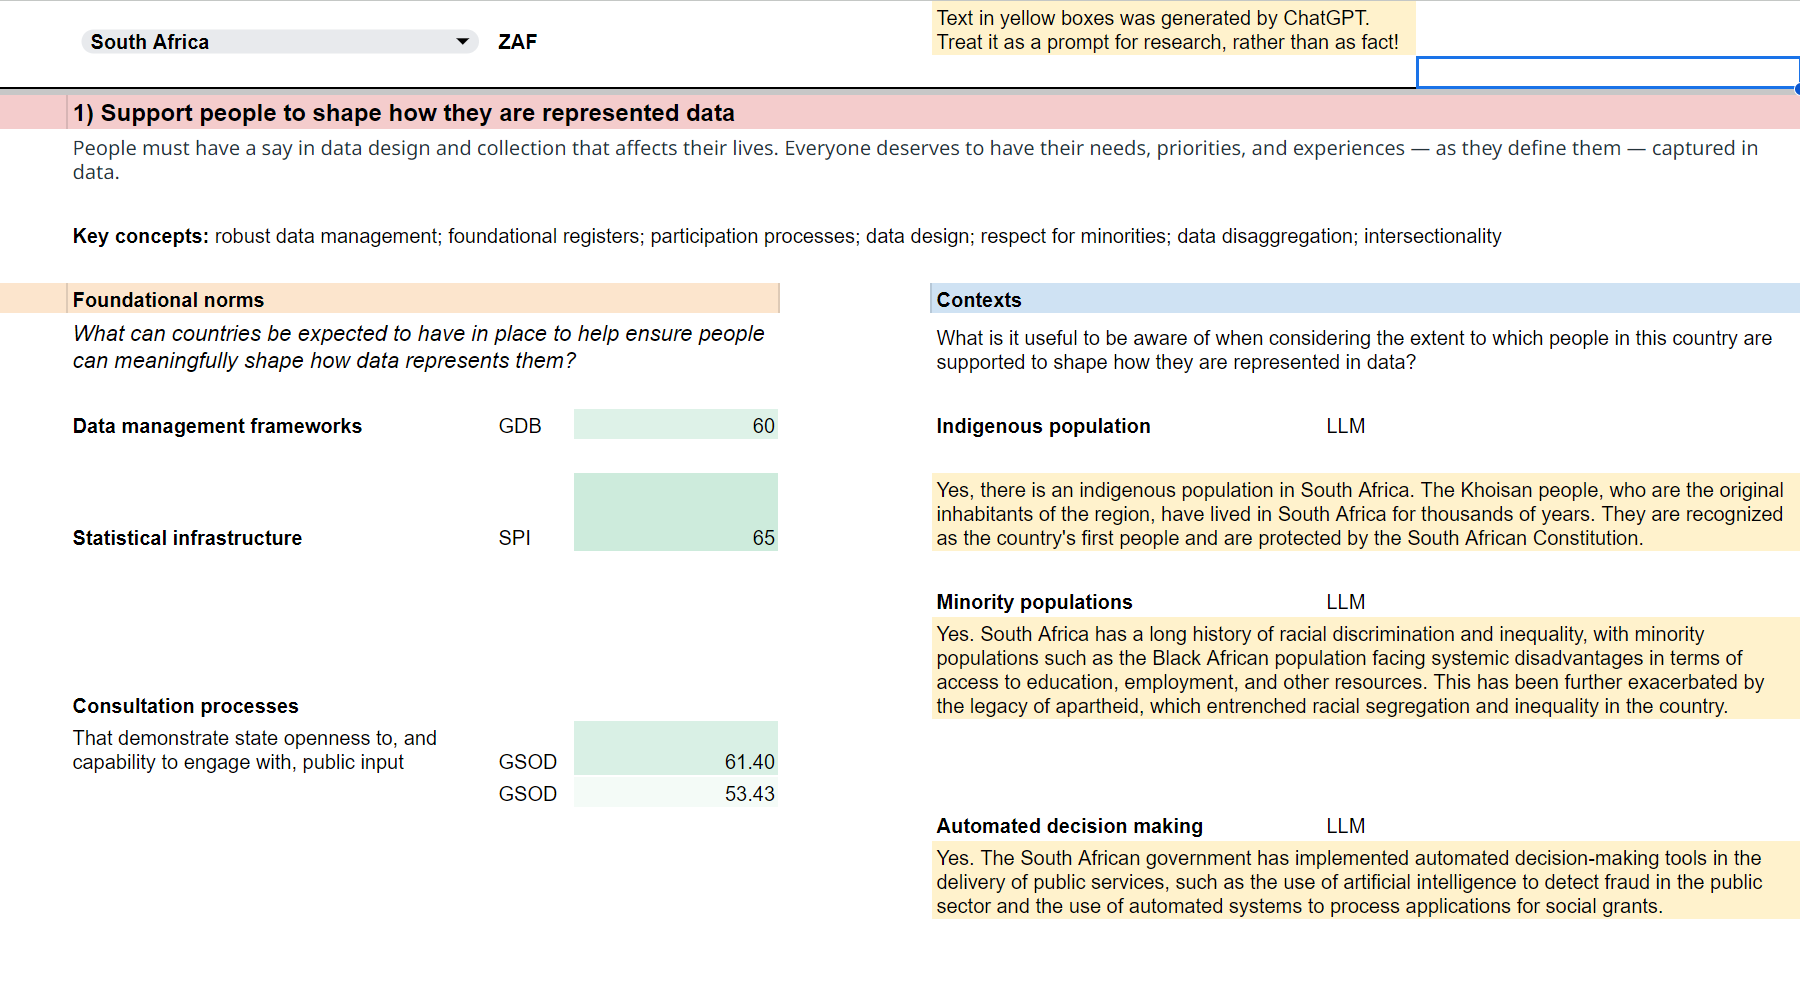 South Africa
ZAF
Text in yellow boxes was generated by ChatGPT.
Treat it as a prompt for research, rather than as fact!
1) Support people to shape how they are represented data
People must have a say in data design and collection that affects their lives. Everyone deserves to have their needs, priorities, and experiences — as they define them — captured in
data.
Key concepts: robust data management; foundational registers; participation processes; data design; respect for minorities; data disaggregation; intersectionality
Foundational norms
What can countries be expected to have in place to help ensure people
can meaningfully shape how data represents them?
Data management frameworks GDB 60
Statistical infrastructure SPI 65
Consultation processes
That demonstrate state openness to, and
capability to engage with, public input GSOD 61.40
GSOD 53.43
Contexts
What is it useful to be aware of when considering the extent to which people in this country are
supported to shape how they are represented in data?
Indigenous population LLM
Yes, there is an indigenous population in South Africa. The Khoisan people, who are the original
inhabitants of the region, have lived in South Africa for thousands of years. They are recognized
as the country's first people and are protected by the South African Constitution.
Minority populations LLM
Yes. South Africa has a long history of racial discrimination and inequality, with minority
populations such as the Black African population facing systemic disadvantages in terms of
access to education, employment, and other resources. This has been further exacerbated by
the legacy of apartheid, which entrenched racial segregation and inequality in the country.
Automated decision making LLM
Yes. The South African government has implemented automated decision-making tools in the
delivery of public services, such as the use of artificial intelligence to detect fraud in the public
sector and the use of automated systems to process applications for social grants.